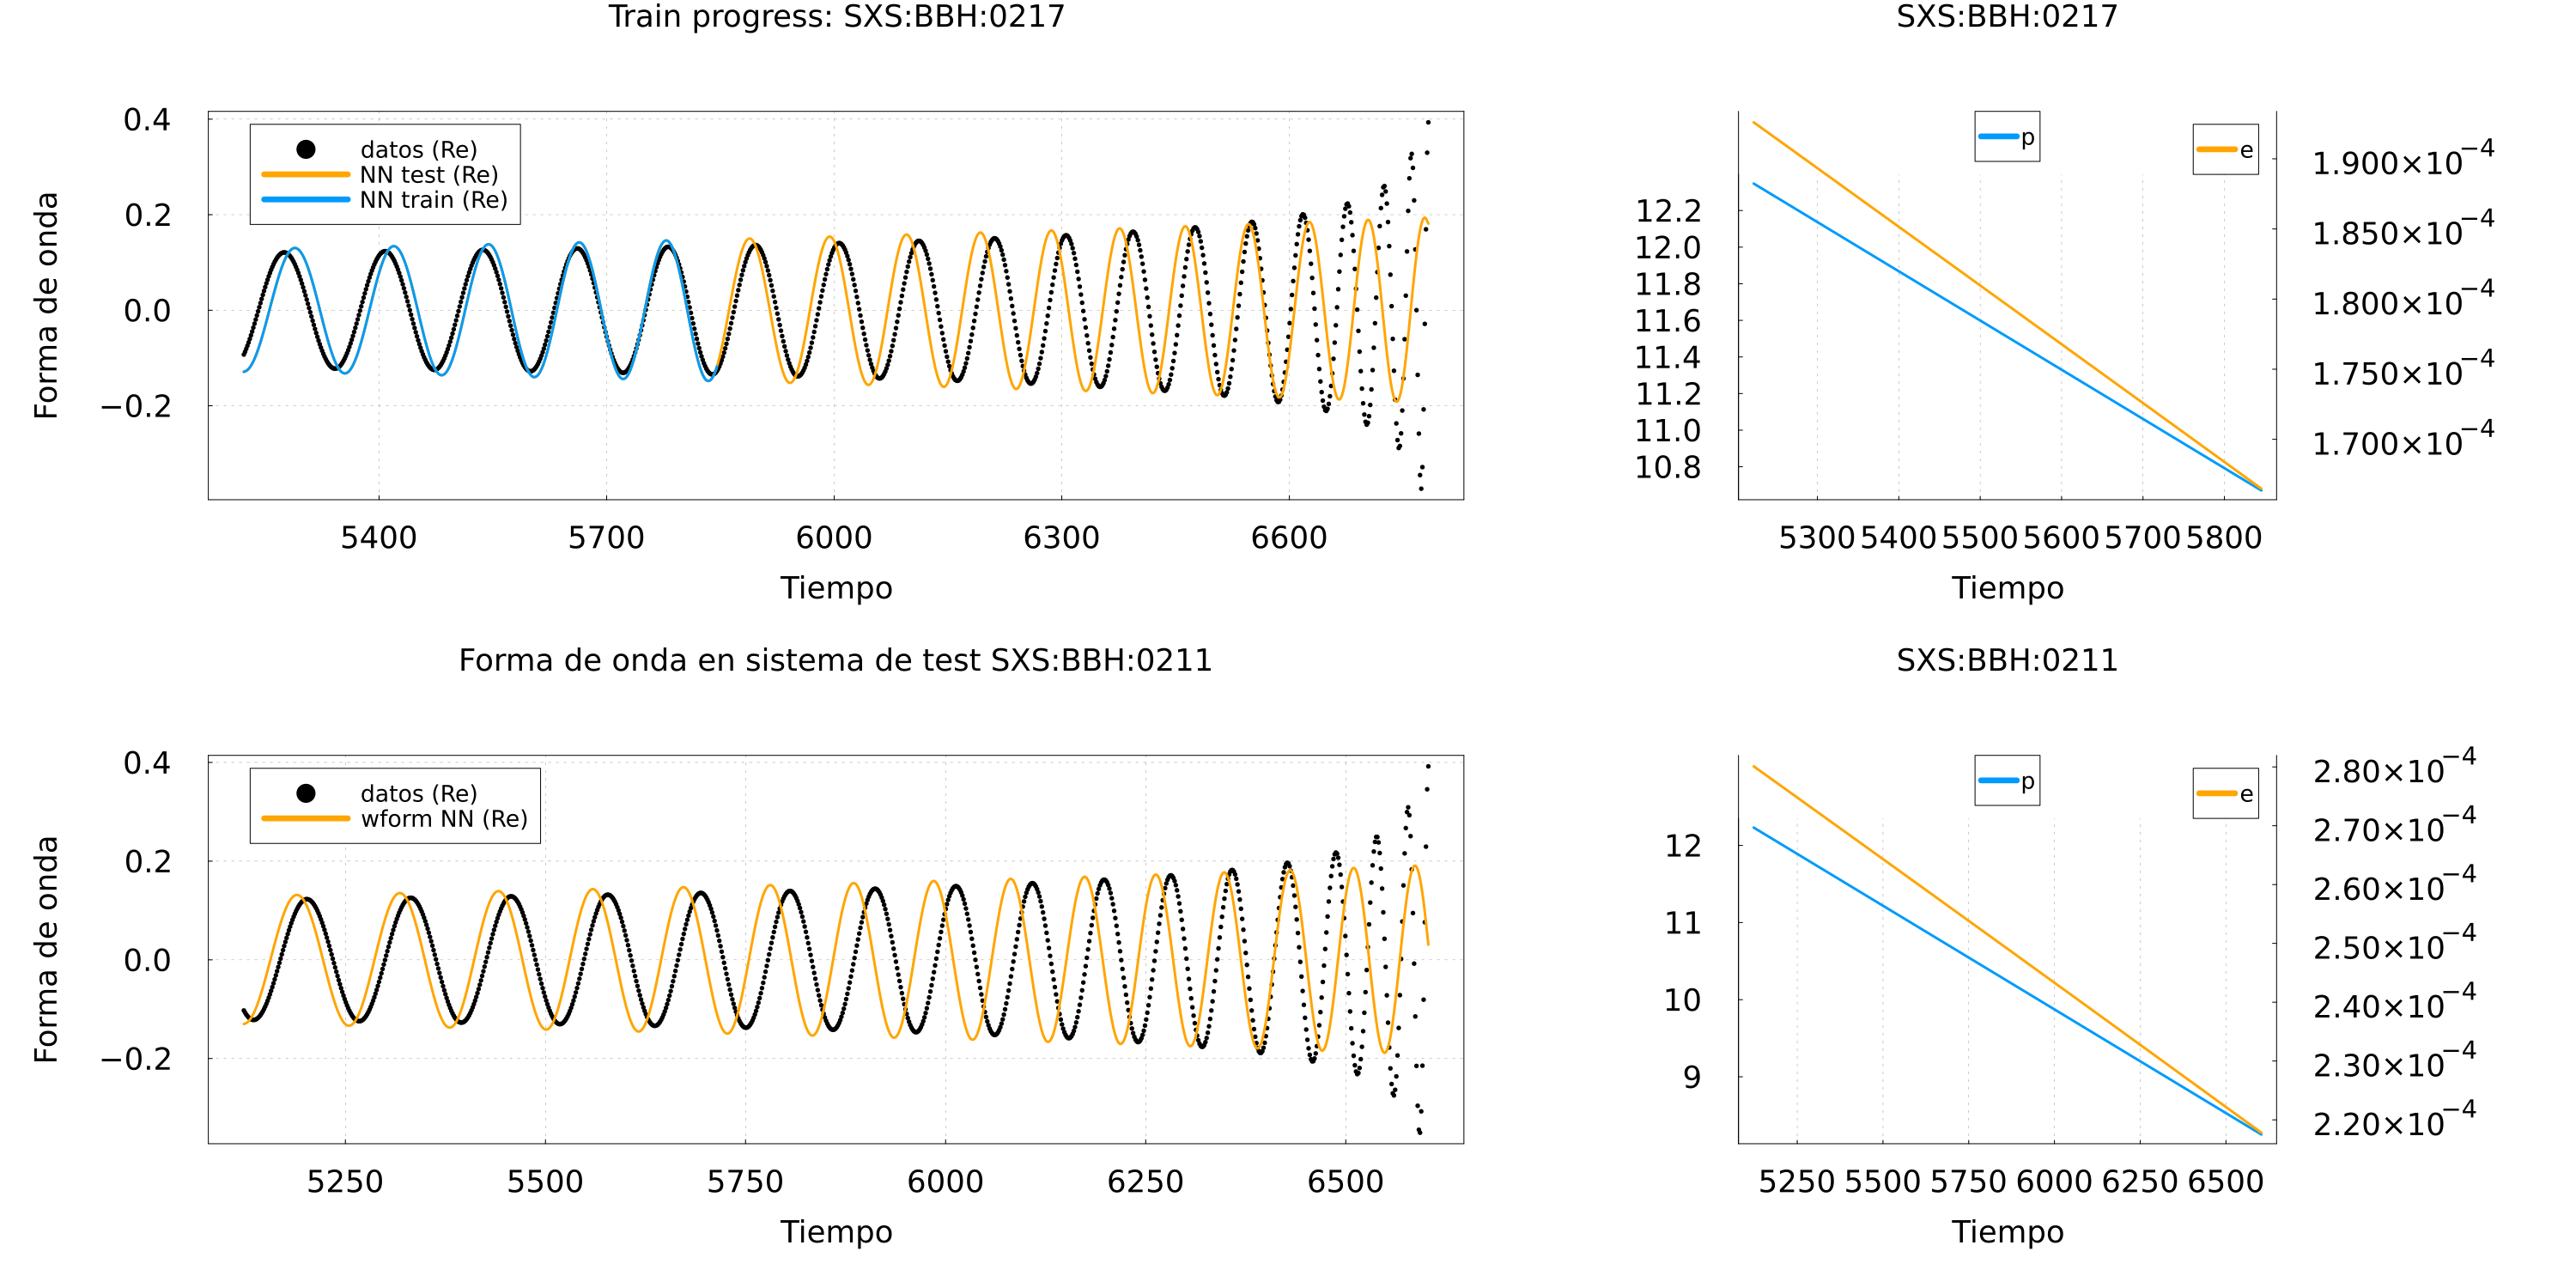 Train progress: SXS:BBH:0217
Forma de onda
0.4
0.2
0.0
−0.2
datos (Re)
NN test (Re)
NN train (Re)
5400 5700 6000 6300 6600
Tiempo
SXS:BBH:0217
12.2
12.0
11.8
11.6
11.4
11.2
11.0
10.8
p
e
1.900×10⁻⁴
1.850×10⁻⁴
1.800×10⁻⁴
1.750×10⁻⁴
1.700×10⁻⁴
5300 5400 5500 5600 5700 5800
Tiempo
Forma de onda en sistema de test SXS:BBH:0211
Forma de onda
0.4
0.2
0.0
−0.2
datos (Re)
wform NN (Re)
5250 5500 5750 6000 6250 6500
Tiempo
SXS:BBH:0211
12
11
10
9
p
e
2.80×10⁻⁴
2.70×10⁻⁴
2.60×10⁻⁴
2.50×10⁻⁴
2.40×10⁻⁴
2.30×10⁻⁴
2.20×10⁻⁴
5250 5500 5750 6000 6250 6500
Tiempo